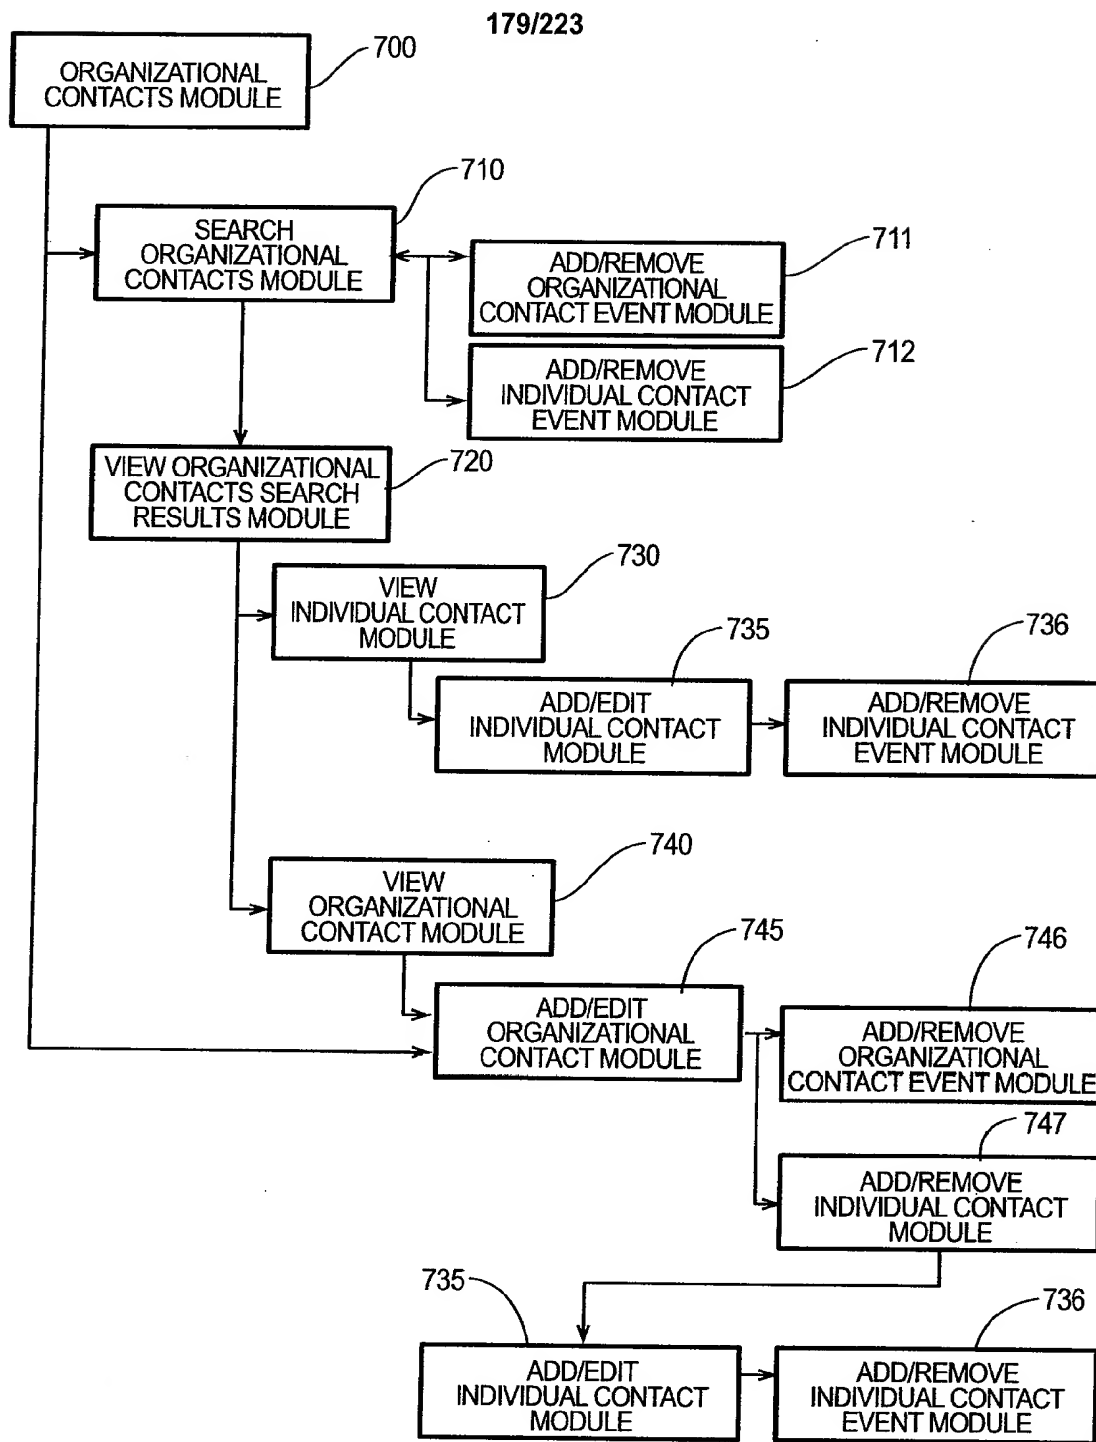 179/223
700
ORGANIZATIONAL
CONTACTS MODULE
710
SEARCH
ORGANIZATIONAL
CONTACTS MODULE
711
ADD/REMOVE
ORGANIZATIONAL
CONTACT EVENT MODULE
712
ADD/REMOVE
INDIVIDUAL CONTACT
EVENT MODULE
720
VIEW ORGANIZATIONAL
CONTACTS SEARCH
RESULTS MODULE
730
VIEW
INDIVIDUAL CONTACT
MODULE
735
ADD/EDIT
INDIVIDUAL CONTACT
MODULE
736
ADD/REMOVE
INDIVIDUAL CONTACT
EVENT MODULE
740
VIEW
ORGANIZATIONAL
CONTACT MODULE
745
ADD/EDIT
ORGANIZATIONAL
CONTACT MODULE
746
ADD/REMOVE
ORGANIZATIONAL
CONTACT EVENT MODULE
747
ADD/REMOVE
INDIVIDUAL CONTACT
MODULE
735
ADD/EDIT
INDIVIDUAL CONTACT
MODULE
736
ADD/REMOVE
INDIVIDUAL CONTACT
EVENT MODULE